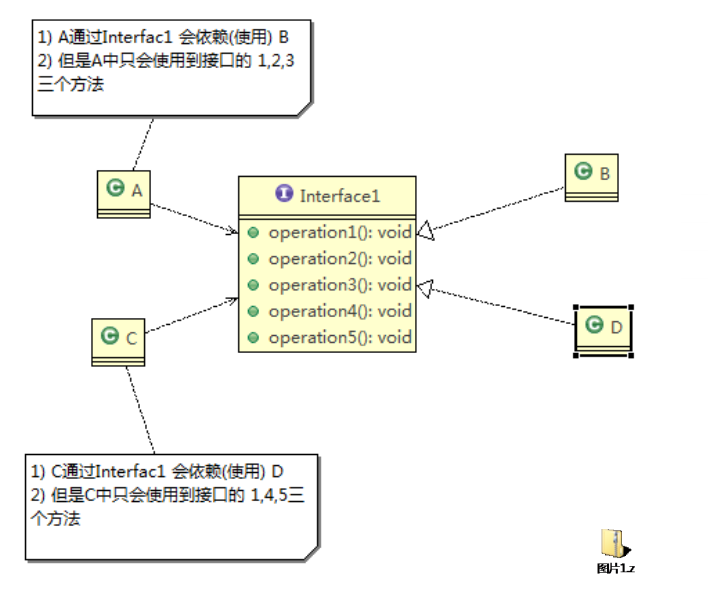 1) A通过Interfac1 会依赖(使用) B
2) 但是A中只会使用到接口的 1,2,3
三个方法
A
B
Interface1
operation1(): void
operation2(): void
operation3(): void
operation4(): void
operation5(): void
C
D
1) C通过Interfac1 会依赖(使用) D
2) 但是C中只会使用到接口的 1,4,5三
个方法
图片1.z